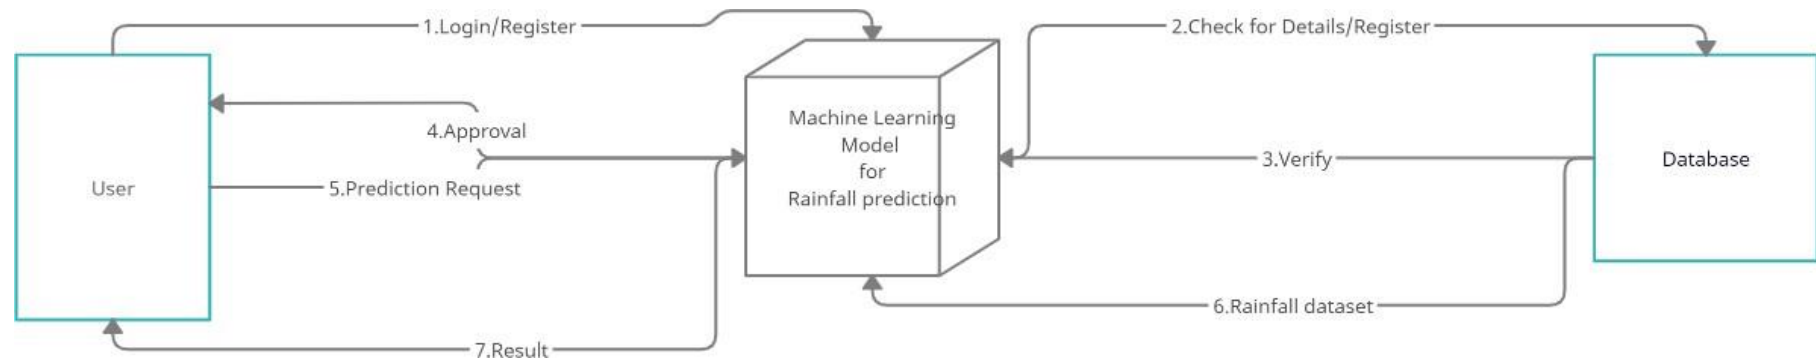 1.Login/Register
2.Check for Details/Register
Machine Learning
Model
for
Rainfall prediction
4.Approval
3.Verify
Database
User
5.Prediction Request
6.Rainfall dataset
7.Result